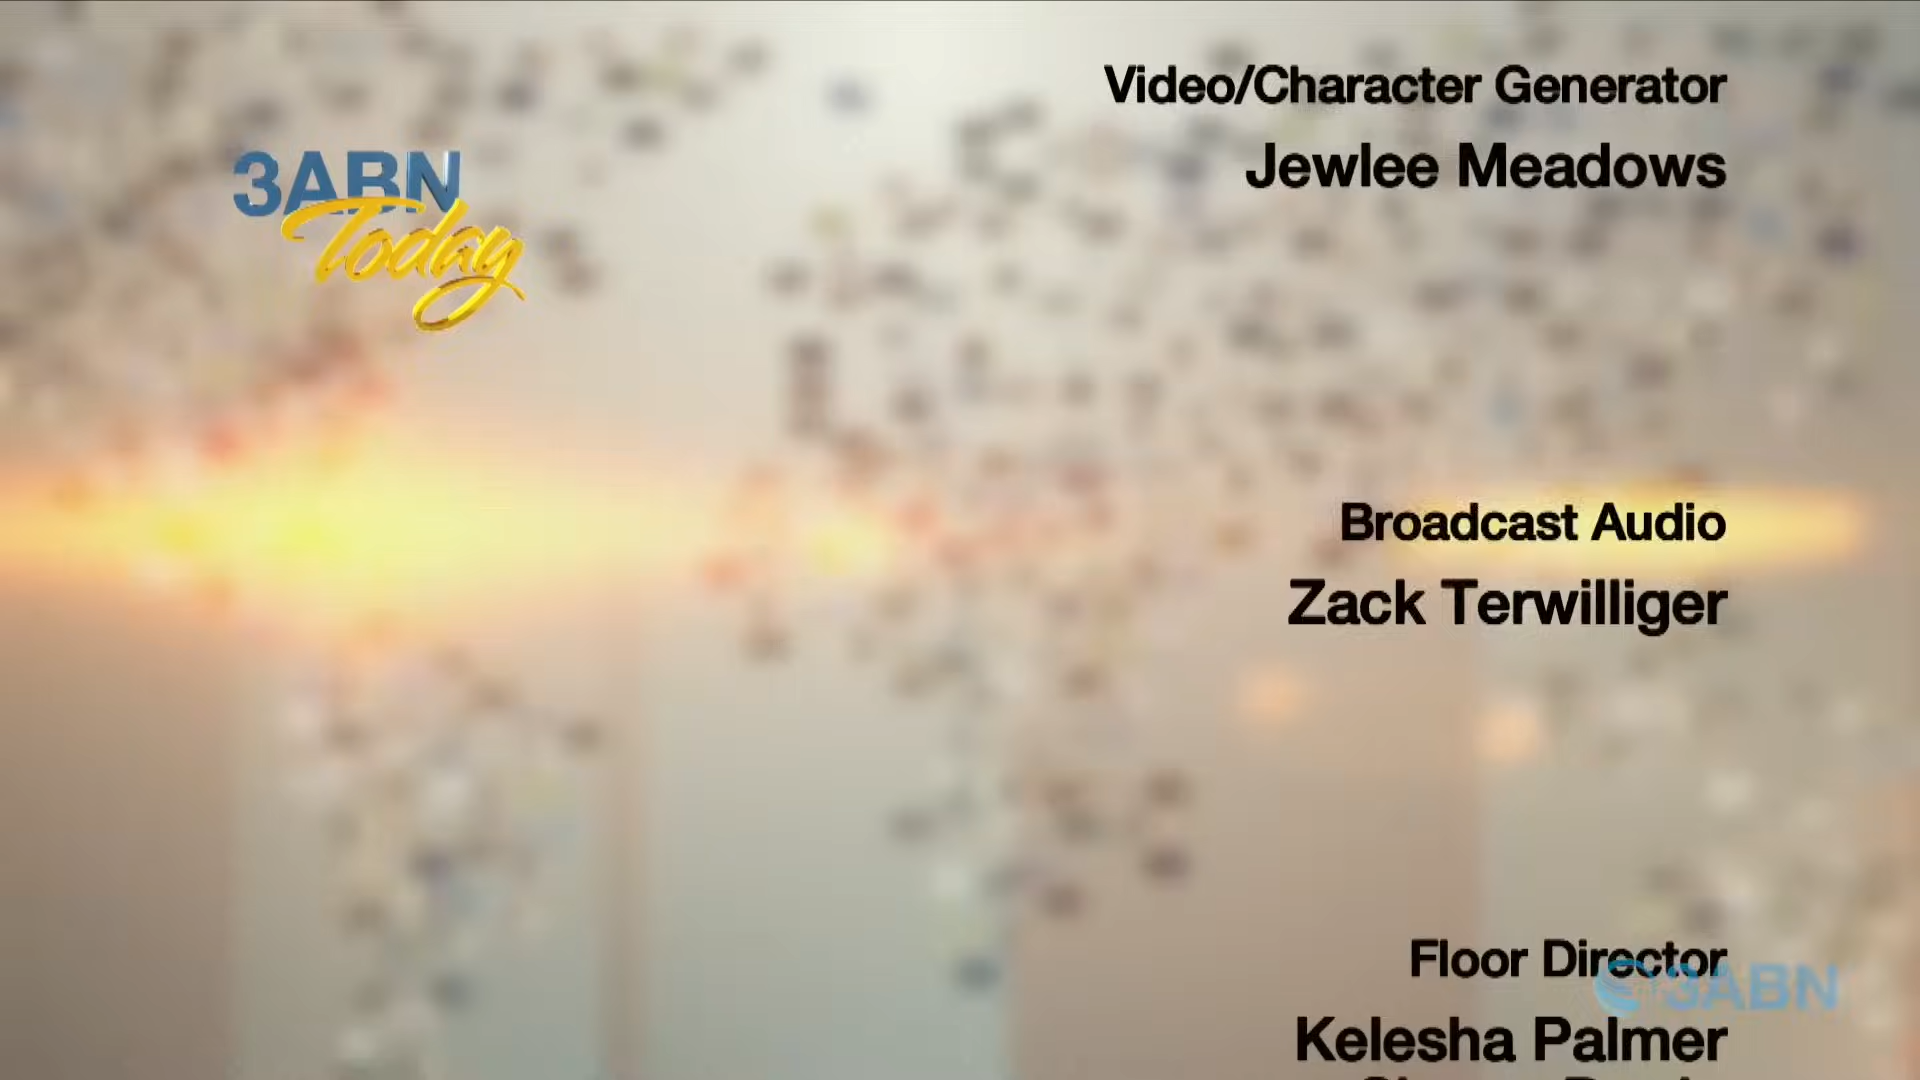 3ABN
Today
Video/Character Generator
Jewlee Meadows
Broadcast Audio
Zack Terwilliger
Floor Director
3ABN
Kelesha Palmer